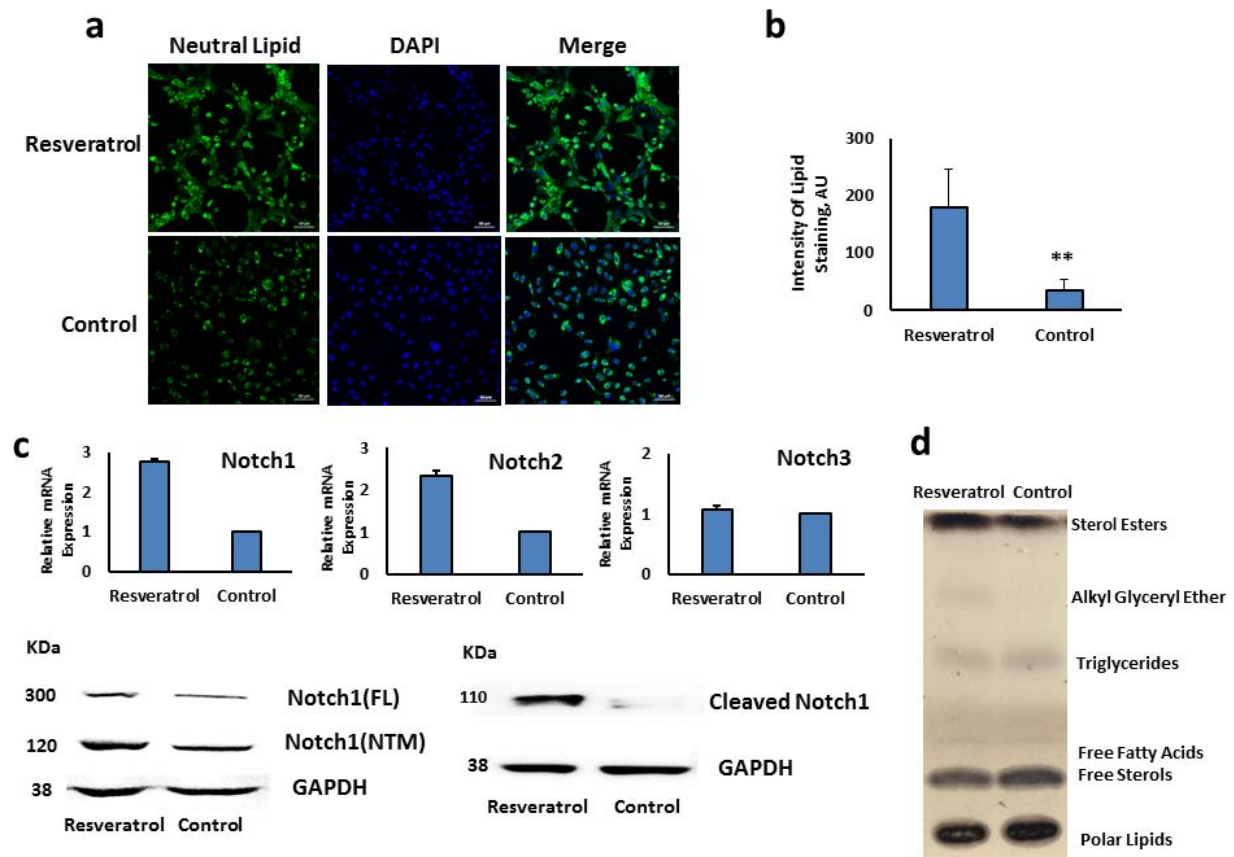 a
Neutral Lipid DAPI Merge
Resveratrol
Control
b
Intensity Of Lipid
Staining, AU
300
200
100
0
**
Resveratrol Control
c
Relative mRNA
Expression
3
2
1
0
Notch1
Resveratrol Control
Relative mRNA
Expression
3
2
1
0
Notch2
Resveratrol Control
Relative mRNA
Expression
2
1
0
Notch3
Resveratrol Control
KDa
300 Notch1(FL)
120 Notch1(NTM)
38 GAPDH
Resveratrol Control
KDa
110 Cleaved Notch1
38 GAPDH
Resveratrol Control
d
Resveratrol Control
Sterol Esters
Alkyl Glyceryl Ether
Triglycerides
Free Fatty Acids
Free Sterols
Polar Lipids